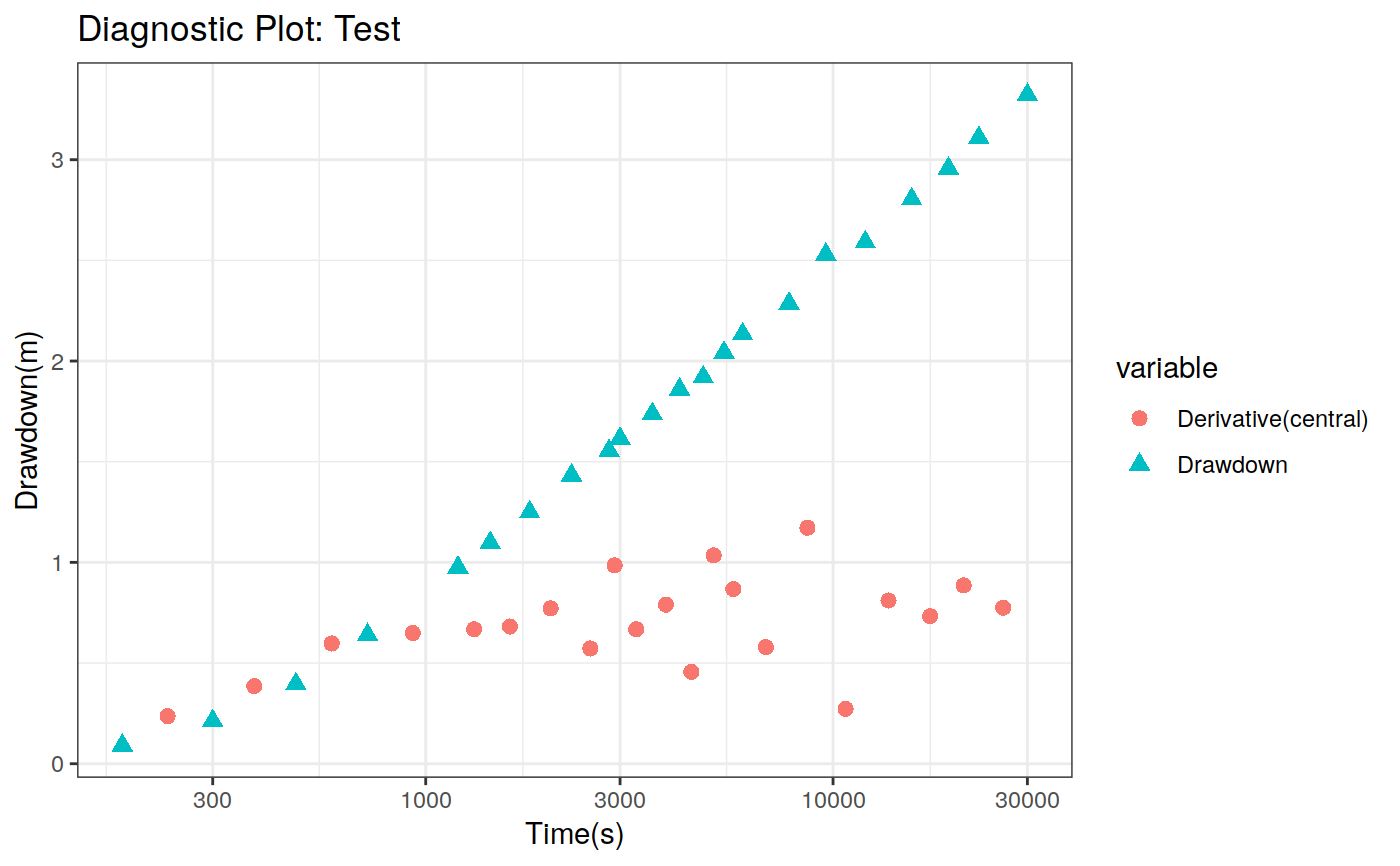 Diagnostic Plot: Test
Drawdown(m)
3
2
1
0
300
1000
3000
10000
30000
Time(s)
variable
Derivative(central)
Drawdown